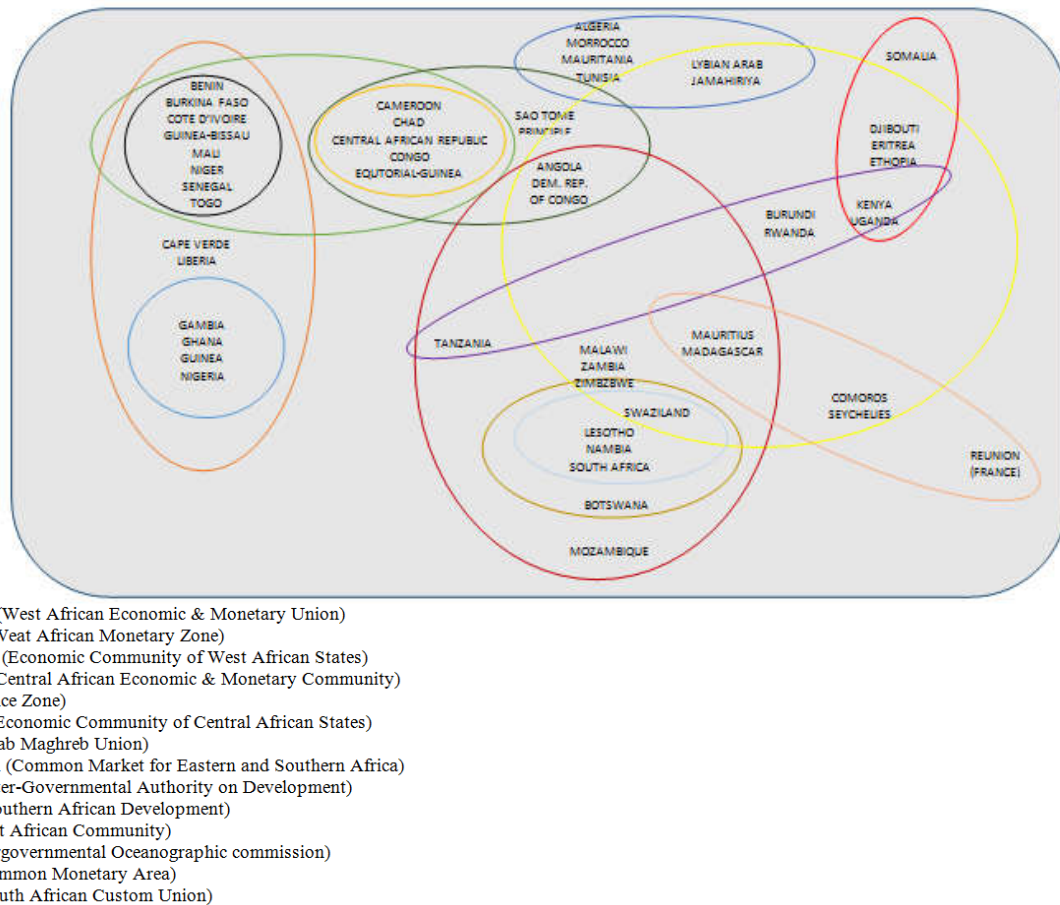 ALGERIA
MORROCCO
MAURITANIA
TUNISIA
LYBIAN ARAB
JAMAHIRIYA
SOMALIA
BENIN
BURKINA FASO
COTE D'IVOIRE
GUINEA-BISSAU
MALI
NIGER
SENEGAL
TOGO
CAMEROON
CHAD
CENTRAL AFRICAN REPUBLIC
CONGO
EQUTORIAL-GUINEA
SAO TOME
PRINCIPLE
ANGOLA
DEM. REP.
OF CONGO
DJIBOUTI
ERITREA
ETHOPIA
KENYA
UGANDA
BURUNDI
RWANDA
CAPE VERDE
LIBERIA
GAMBIA
GHANA
GUINEA
NIGERIA
TANZANIA
MALAWI
ZAMBIA
ZIMBZBWE
MAURITIUS
MADAGASCAR
SWAZILAND
LESOTHO
NAMBIA
SOUTH AFRICA
BOTSWANA
MOZAMBIQUE
COMOROS
SEYCHELIES
REUNION
(FRANCE)
(West African Economic & Monetary Union)
Veat African Monetary Zone)
(Economic Community of West African States)
Central African Economic & Monetary Community)
ce Zone)
Economic Community of Central African States)
ab Maghreb Union)
(Common Market for Eastern and Southern Africa)
er-Governmental Authority on Development)
outhern African Development)
t African Community)
rgovernmental Oceanographic commission)
mmon Monetary Area)
uth African Custom Union)